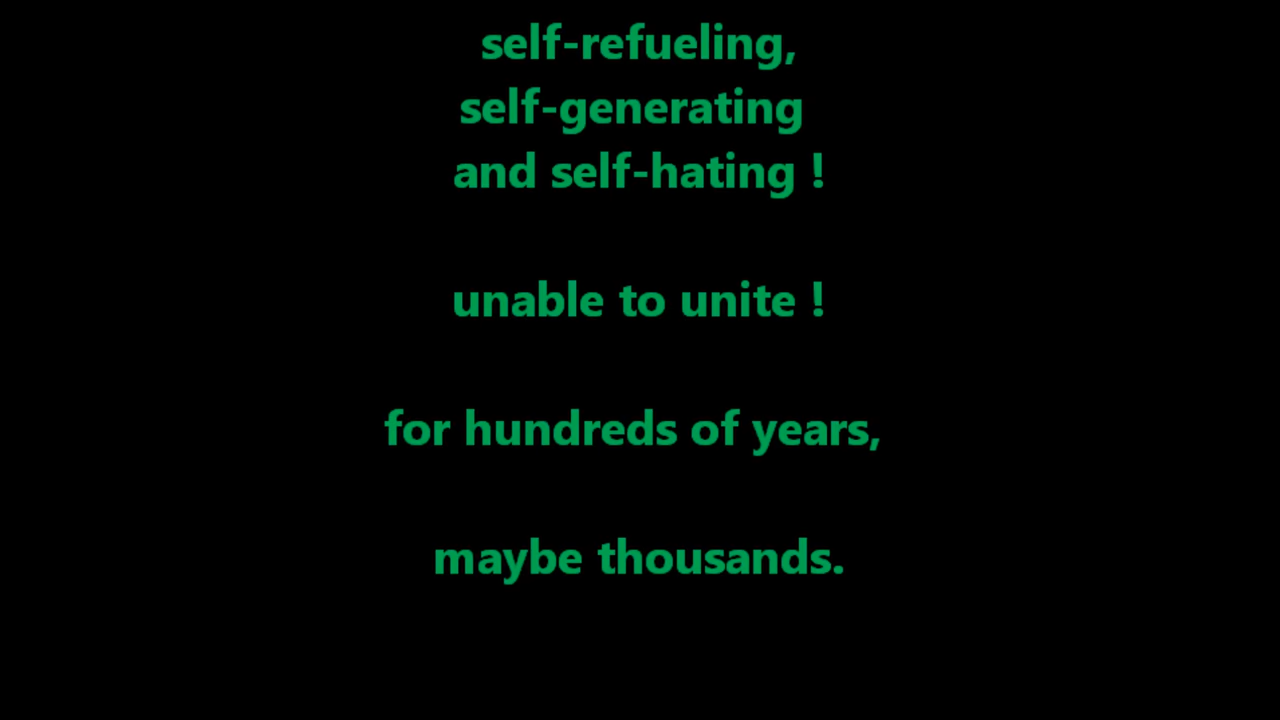 self-refueling,
self-generating
and self-hating !
unable to unite !
for hundreds of years,
maybe thousands.